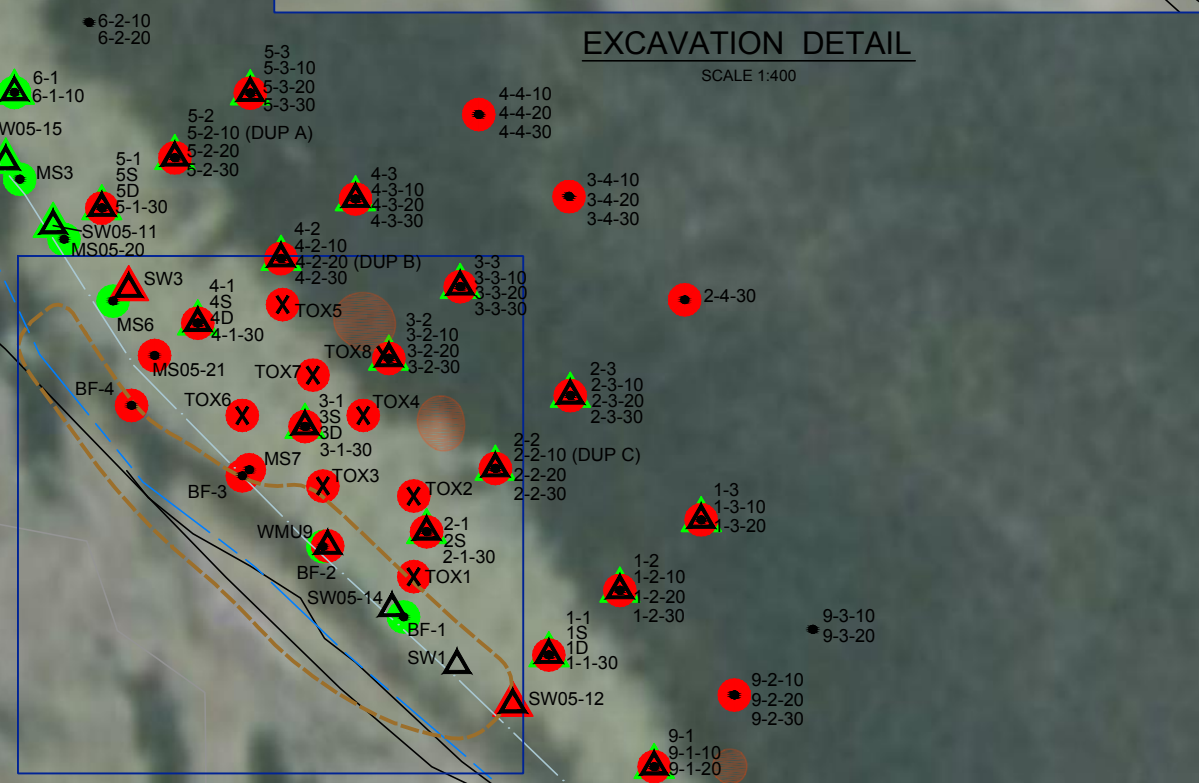 6-2-10
6-2-20
EXCAVATION DETAIL
SCALE 1:400
5-3
5-3-10
5-3-20
5-3-30
6-1
6-1-10
4-4-10
4-4-20
4-4-30
W05-15
5-2
5-2-10 (DUP A)
5-2-20
5-2-30
MS3
5-1
5S
5D
5-1-30
4-3
4-3-10
4-3-20
4-3-30
3-4-10
3-4-20
3-4-30
SW05-11
MS05-20
4-2
4-2-10
4-2-20 (DUP B)
4-2-30
SW3
3-3
3-3-10
3-3-20
3-3-30
2-4-30
4-1
4S
4D
4-1-30
MS6
TOX5
3-2
3-2-10
3-2-20
3-2-30
TOX8
MS05-21
TOX7
BF-4
TOX6
3-1
3S
3D
3-1-30
TOX4
2-3
2-3-10
2-3-20
2-3-30
MS7
BF-3
TOX3
TOX2
2-2
2-2-10 (DUP C)
2-2-20
2-2-30
1-3
1-3-10
1-3-20
WMU9
2-1
2S
2-1-30
BF-2
TOX1
1-2
1-2-10
1-2-20
1-2-30
SW05-14
BF-1
9-3-10
9-3-20
1-1
1S
1D
1-1-30
SW1
SW05-12
9-2-10
9-2-20
9-2-30
9-1
9-1-10
9-1-20